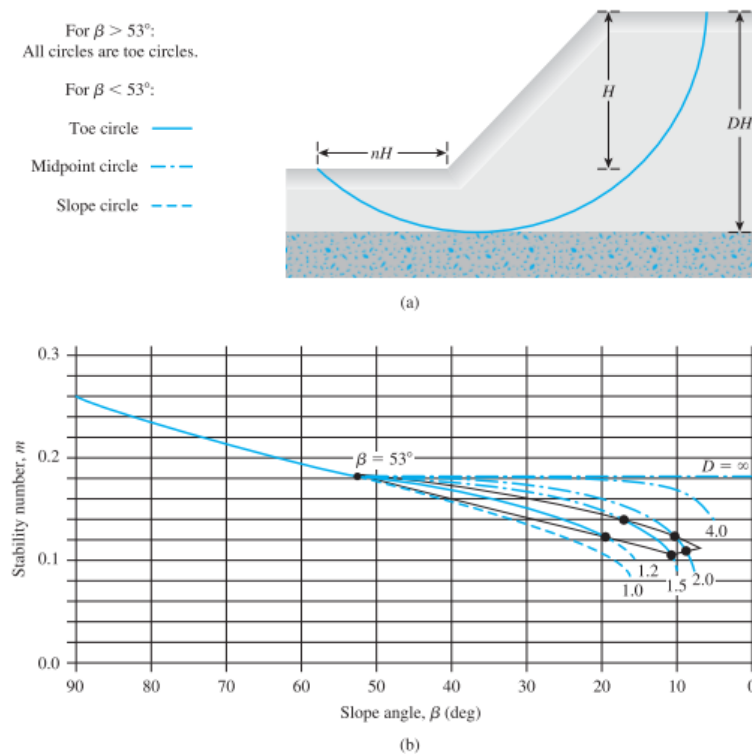 For β > 53°:
All circles are toe circles.
For β < 53°:
Toe circle
Midpoint circle
Slope circle
nH
H
DH
(a)
0.3
0.2
0.1
0.0
Stability number, m
β = 53°
D = ∞
4.0
1.2
1.0
1.5
2.0
90 80 70 60 50 40 30 20 10 0
Slope angle, β (deg)
(b)